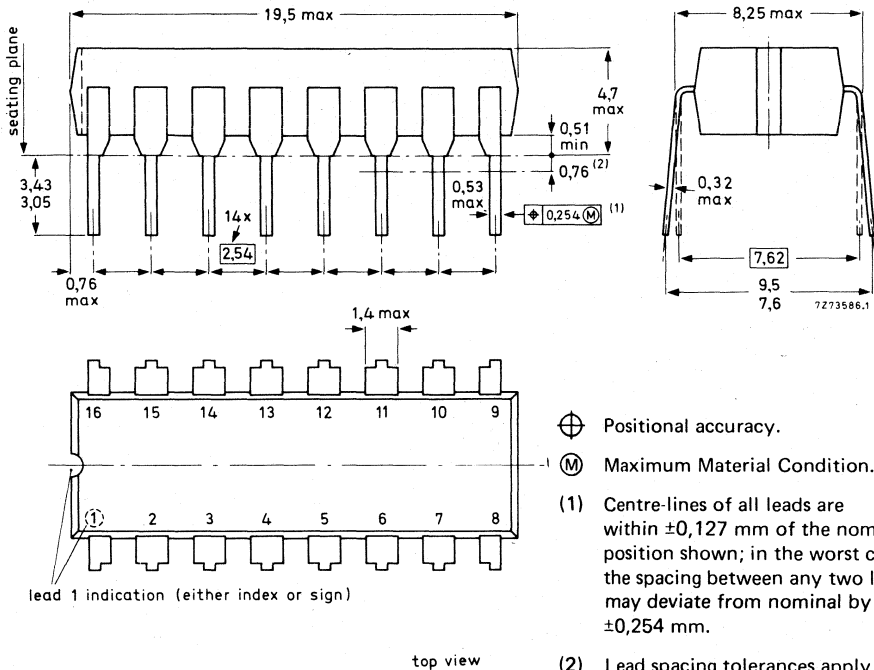 19,5 max
8,25 max
seating plane
4,7
max
0,51
min
0,76 (2)
3,43
3,05
0,53
max
0,254 Ⓜ (1)
0,32
max
14x
2,54
0,76
max
7,62
9,5
7,6
7Z73586.1
1,4 max
16 15 14 13 12 11 10 9
1 2 3 4 5 6 7 8
lead 1 indication (either index or sign)
top view
Positional accuracy.
Ⓜ Maximum Material Condition.
(1) Centre-lines of all leads are
within ±0,127 mm of the
position shown; in the worst
the spacing between any two
may deviate from nominal by
±0,254 mm.
(2) Lead spacing tolerances apply